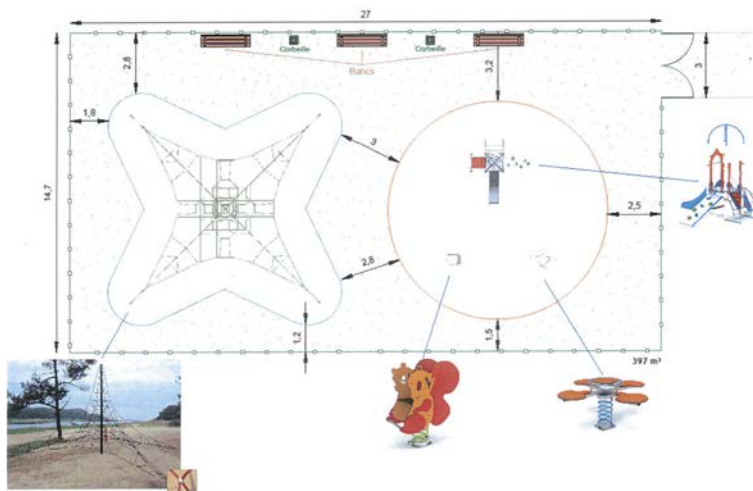 27
Corbeille
Corbeille
Bancs
2,8
3,2
3
1,8
3
14,7
2,5
2,8
1,2
1,5
397 m²